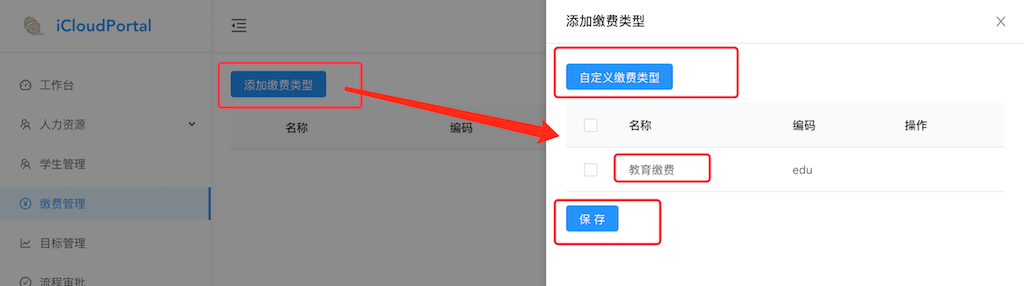 iCloudPortal
工作台
人力资源
学生管理
缴费管理
目标管理
流程审批
添加缴费类型
名称 编码
添加缴费类型
自定义缴费类型
名称 编码 操作
教育缴费 edu
保存